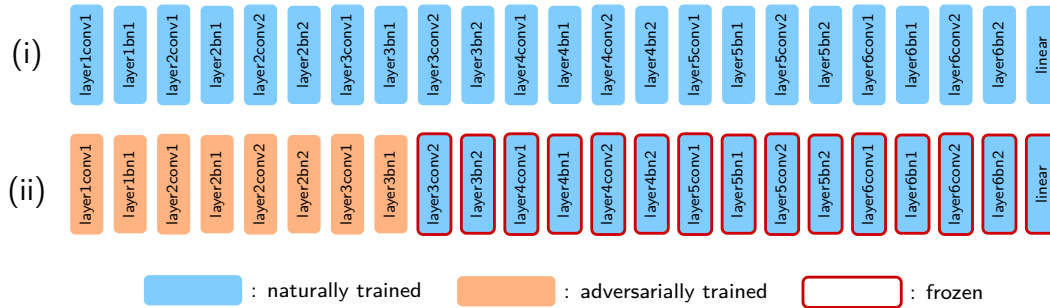 (i) layer1conv1 layer1bn1 layer2conv1 layer2bn1 layer2conv2 layer2bn2 layer3conv1 layer3bn1 layer3conv2 layer3bn2 layer4conv1 layer4bn1 layer4conv2 layer4bn2 layer5conv1 layer5bn1 layer5conv2 layer5bn2 layer6conv1 layer6bn1 layer6conv2 layer6bn2 linear
(ii) layer1conv1 layer1bn1 layer2conv1 layer2bn1 layer2conv2 layer2bn2 layer3conv1 layer3bn1 layer3conv2 layer3bn2 layer4conv1 layer4bn1 layer4conv2 layer4bn2 layer5conv1 layer5bn1 layer5conv2 layer5bn2 layer6conv1 layer6bn1 layer6conv2 layer6bn2 linear
: naturally trained : adversarially trained : frozen